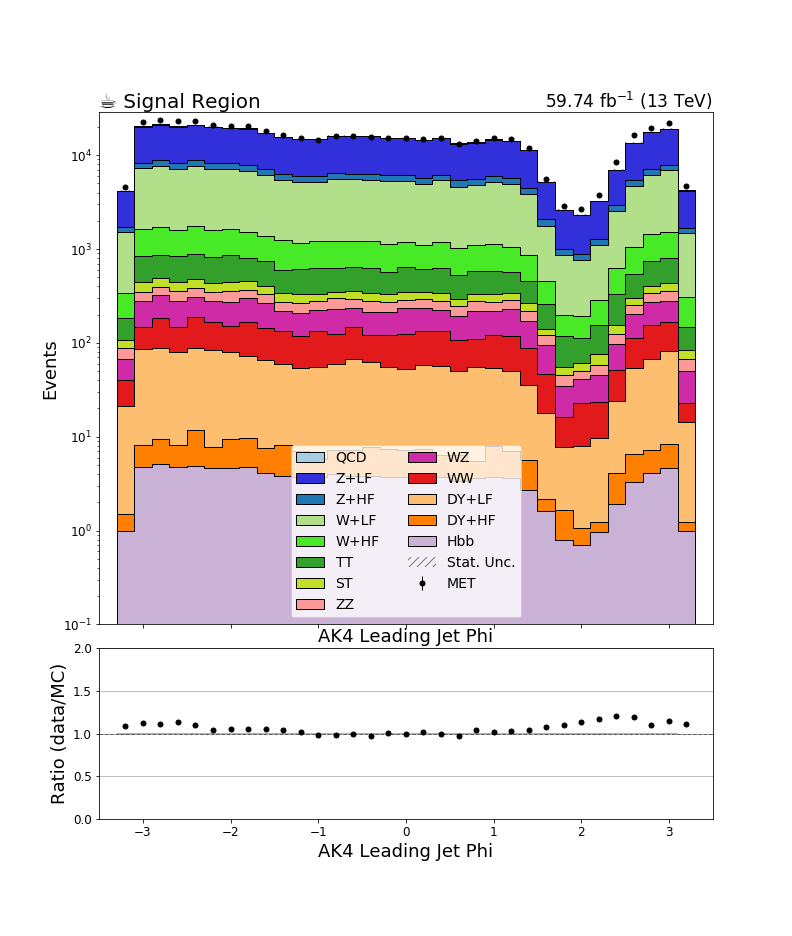 ☕ Signal Region 59.74 fb⁻¹ (13 TeV)
Events
10⁴
10³
10²
10¹
10⁰
10⁻¹
QCD
Z+LF
Z+HF
W+LF
W+HF
TT
ST
ZZ
WZ
WW
DY+LF
DY+HF
Hbb
Stat. Unc.
MET
AK4 Leading Jet Phi
Ratio (data/MC)
2.0
1.5
1.0
0.5
0.0
−3 −2 −1 0 1 2 3
AK4 Leading Jet Phi